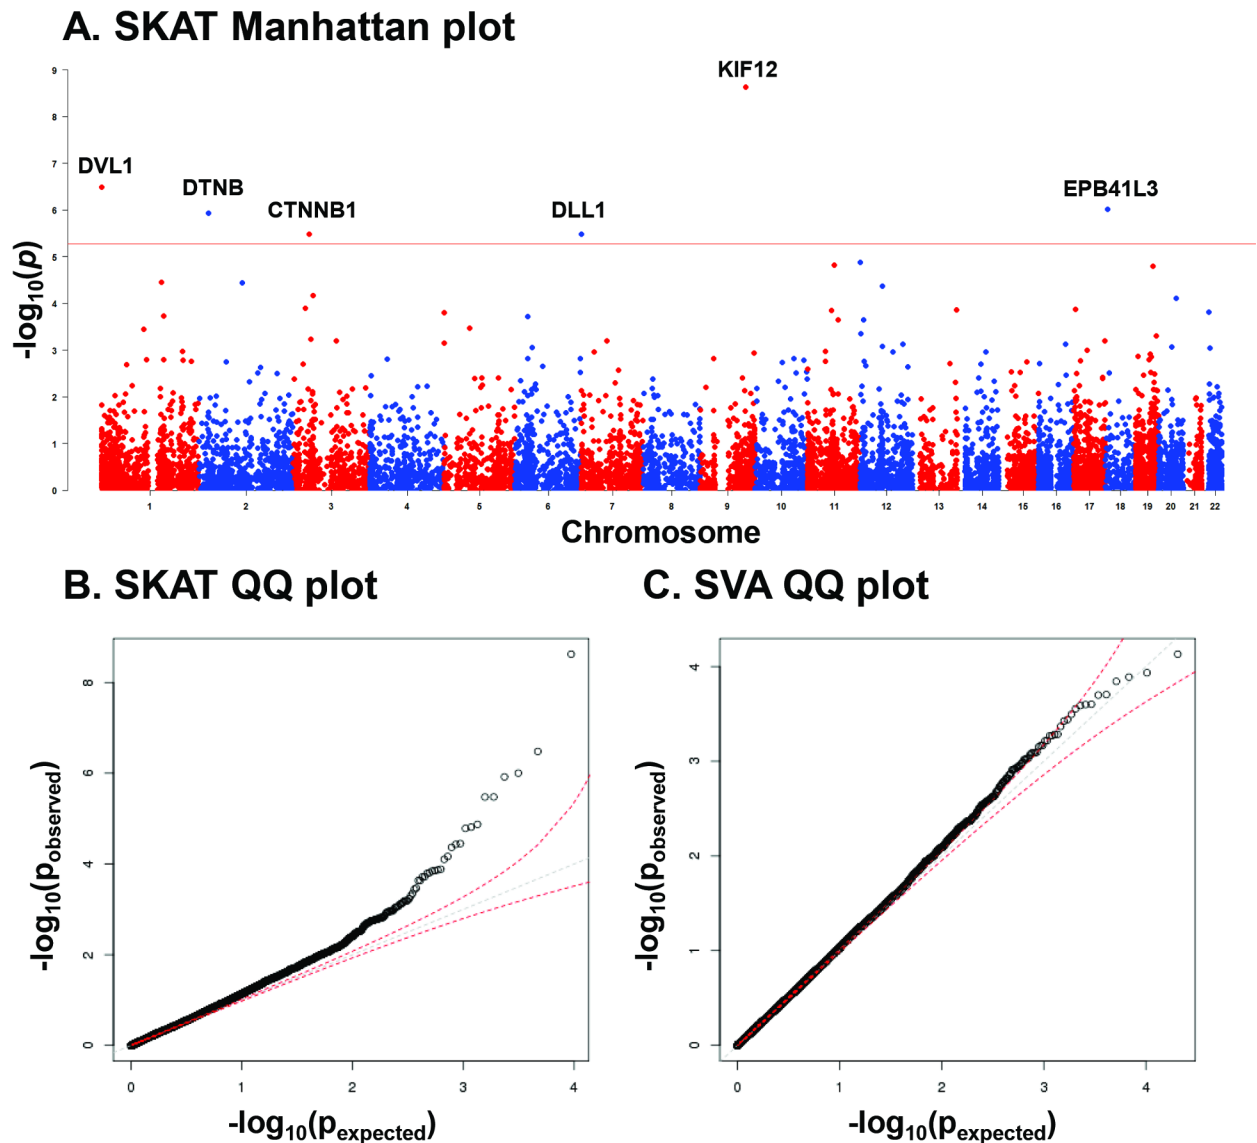 A. SKAT Manhattan plot
KIF12
DVL1
DTNB
CTNNB1
DLL1
EPB41L3
-log10(p)
9
8
7
6
5
4
3
2
1
0
1 2 3 4 5 6 7 8 9 10 11 12 13 14 15 16 17 18 19 20 21 22
Chromosome
B. SKAT QQ plot
-log10(pobserved)
8
6
4
2
0
0 1 2 3 4
-log10(pexpected)
C. SVA QQ plot
-log10(pobserved)
4
3
2
1
0
0 1 2 3 4
-log10(pexpected)